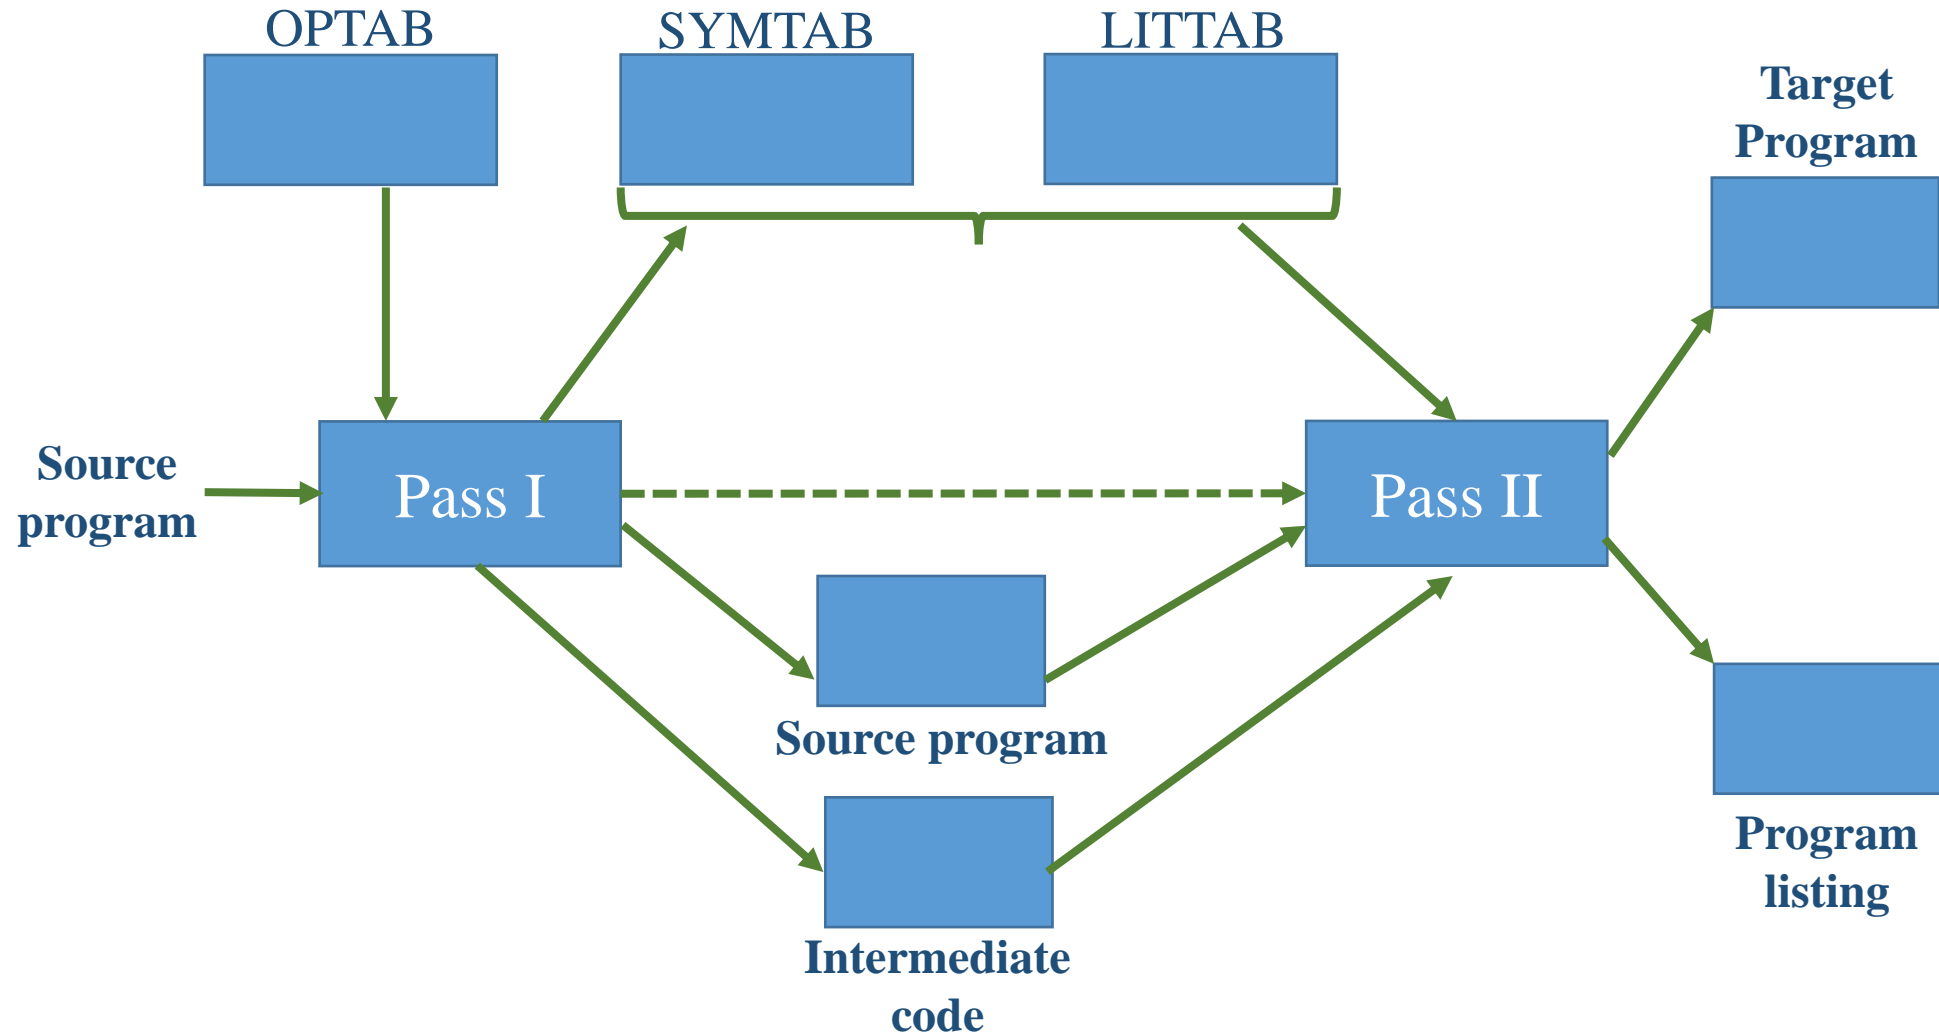 OPTAB
SYMTAB
LITTAB
Target
Program
Source
program
Pass I
Pass II
Source program
Program
listing
Intermediate
code